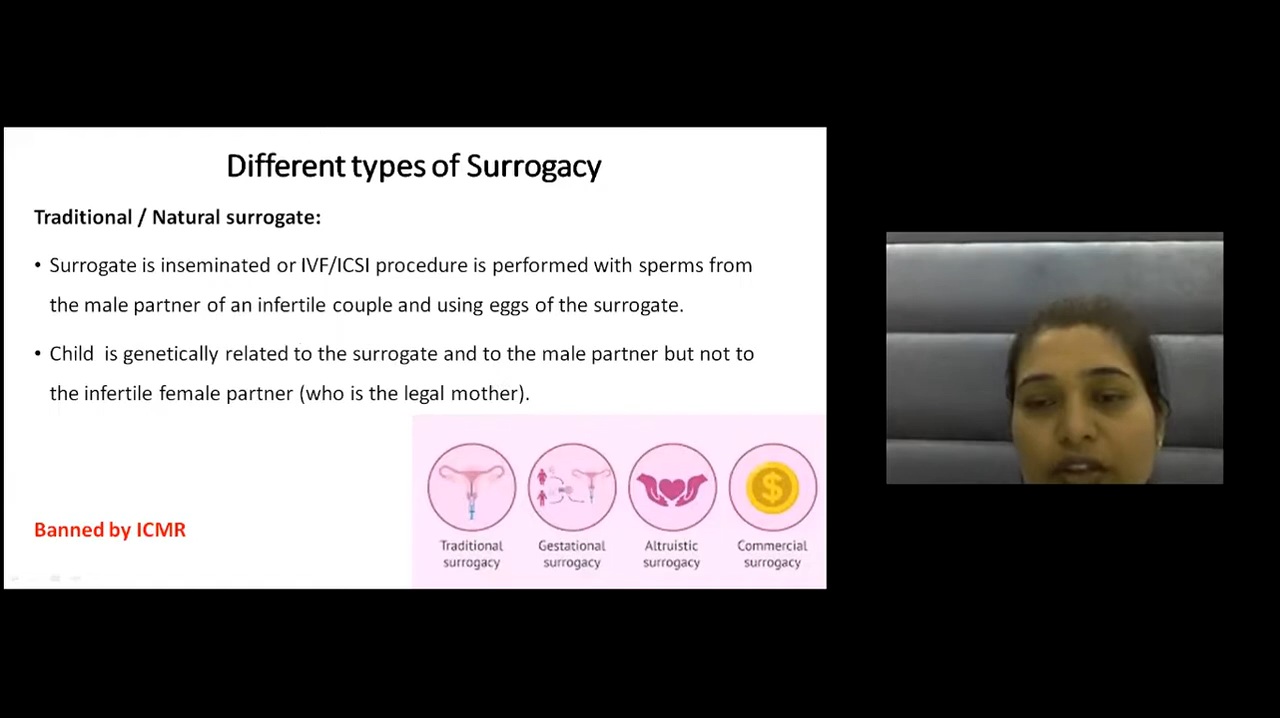 Different types of Surrogacy
Traditional / Natural surrogate:
• Surrogate is inseminated or IVF/ICSI procedure is performed with sperms from
the male partner of an infertile couple and using eggs of the surrogate.
• Child is genetically related to the surrogate and to the male partner but not to
the infertile female partner (who is the legal mother).
Banned by ICMR
$
Traditional
surrogacy
Gestational
surrogacy
Altruistic
surrogacy
Commercial
surrogacy